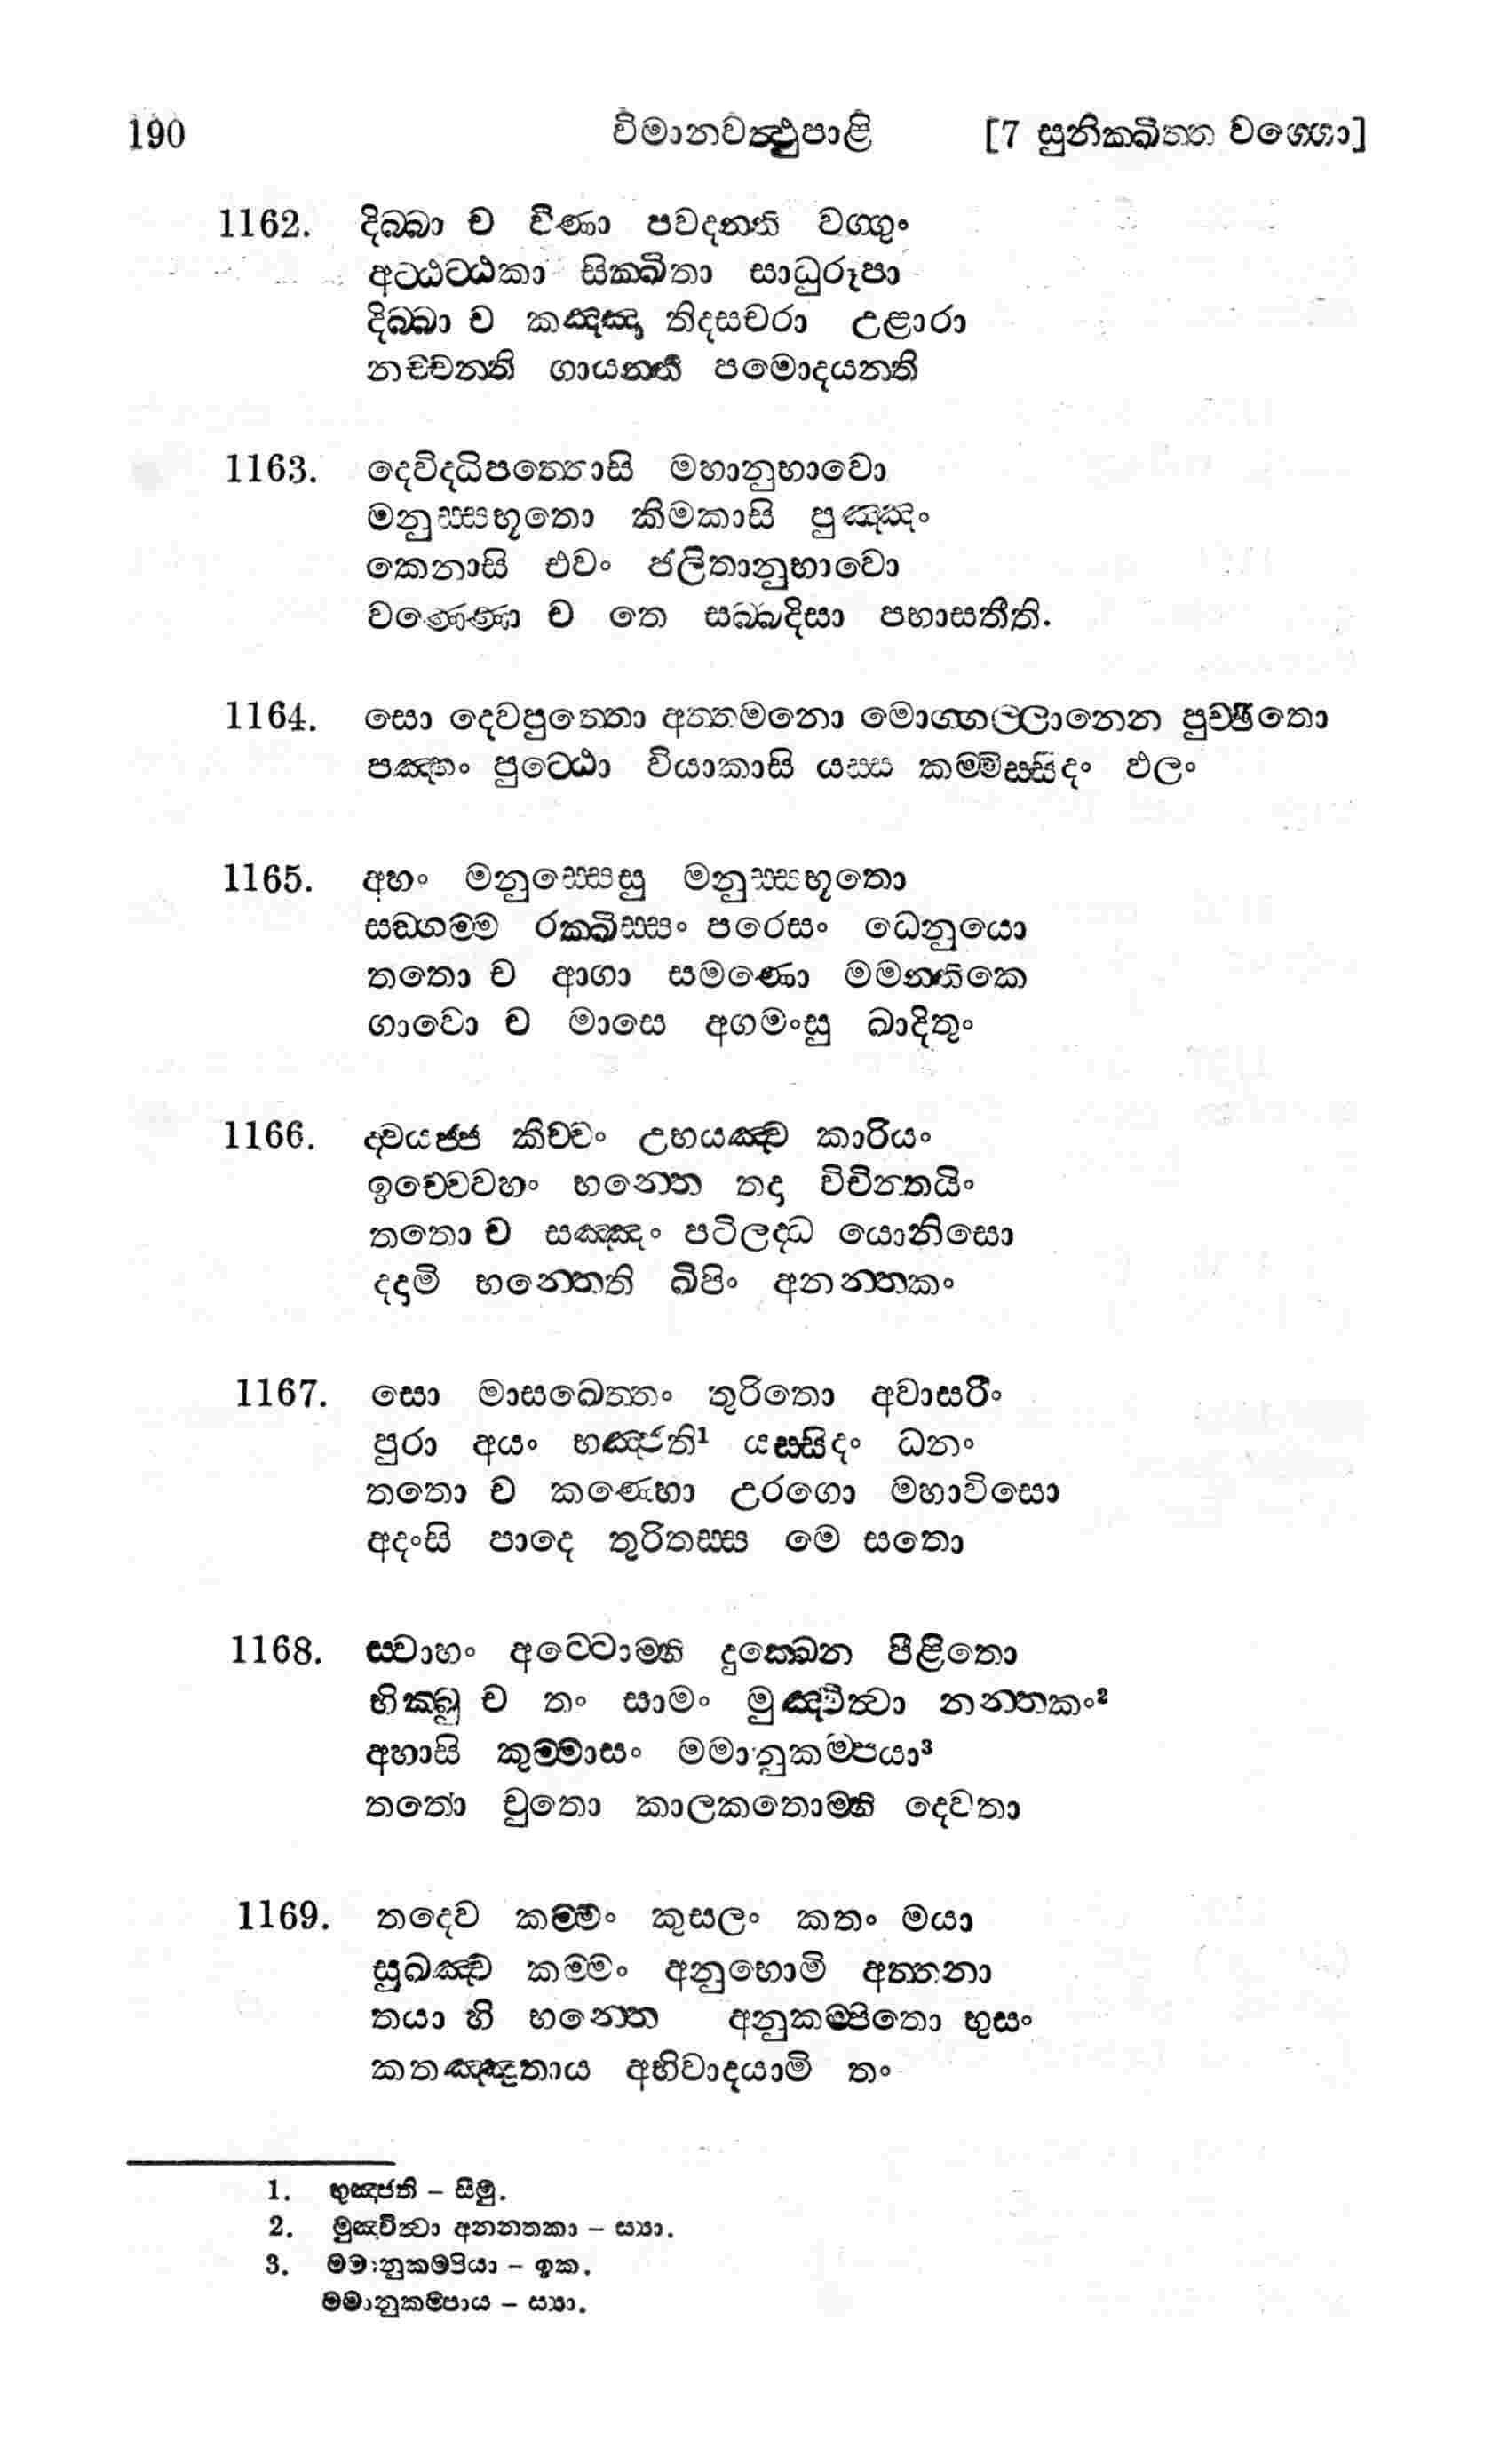 190 විමානවත්‍ථුපාළි [7 සුනික‍්ඛිත‍්ත වග‍්ගො]
1162. දිබ‍්බා ච වීණා පවදන‍්ති වග‍්ගුං
අට‍්ඨට‍්ඨකා සික‍්ඛිතා සාධුරූපා
දිබ‍්බා ච කඤ‍්ඤා තිදසචරා උළාරා
නච‍්චන‍්ති ගායන‍්ති පමොදයන‍්ති
1163. දෙවිද‍්ධිපත‍්තොසි මහානුභාවො
මනුස‍්සභූතො කිමකාසි පුඤ‍්ඤං
කෙනාසි එවං ජලිතානුභාවො
වණ‍්ණො ච තෙ සබ‍්බදිසා පභාසතීති.
1164. සො දෙවපුත‍්තො අත‍්තමනො මොග‍්ගල‍්ලානෙන පුච‍්ඡිතො
පඤ‍්හං පුට‍්ඨො වියාකාසි යස‍්ස කම‍්මස‍්සිදං ඵලං
1165. අහං මනුස‍්සෙසු මනුස‍්සභූතො
සඞ‍්ගම‍්ම රක‍්ඛිස‍්සං පරෙසං ධෙනුයො
තතො ච ආගා සමණො මමන‍්තිකෙ
ගාවො ච මාසෙ අගමංසු ඛාදිතුං
1166. ද‍්වයජ‍්ජ කිච‍්චං උභයඤ‍්ච කාරියං
ඉච‍්චෙවහං භන‍්තෙ තදා විචින‍්තයිං
තතො ච සඤ‍්ඤං පටිලද‍්ධ යොනිසො
දදාමි භන‍්තෙති ඛිපිං අනන‍්තකං
1167. සො මාසඛෙත‍්තං තුරිතො අවාසරිං
පුරා අයං භඤ‍්ජති¹ යස‍්සිදං ධනං
තතො ච කණ‍්හො උරගො මහාවිසො
අදංසි පාදෙ තුරිතස‍්ස මෙ සතො
1168. ස‍්වාහං අට‍්ටොම‍්හි දුක‍්ඛෙන පීළිතො
භික‍්ඛු ච තං සාමං මුඤ‍්චිත්‍වා නන‍්තකං²
අහාසි කුම‍්මාසං මමානුකම‍්පයා³
තතො චුතො කාලකතොම‍්හි දෙවතා
1169. තදෙව කම‍්මං කුසලං කතං මයා
සුඛඤ‍්ච කම‍්මං අනුභොමි අත‍්තනා
තයා හි භන‍්තෙ අනුකම‍්පිතො භුසං
කතඤ‍්ඤුතාය අභිවාදයාමි තං
1. භුඤ‍්ජති – සීමු.
2. මුඤ‍්චිත්‍වා අනන‍්තකා – ස්‍යා.
3. මමානුකම‍්පියා – ඉක.
මමානුකම‍්පාය – ස්‍යා.